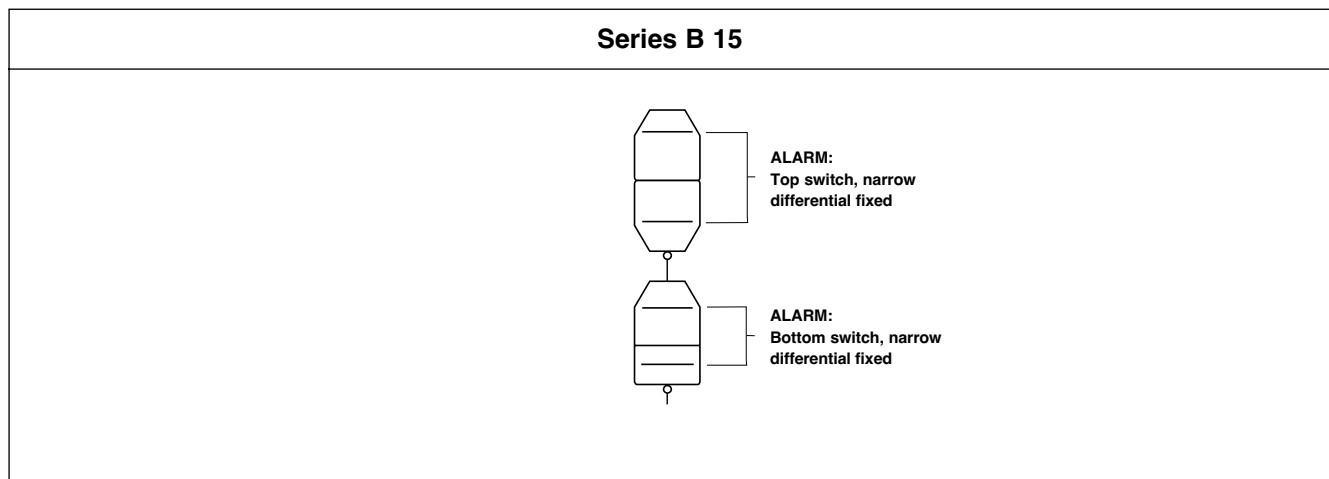 Series B 15
ALARM:
Top switch, narrow
differential fixed
ALARM:
Bottom switch, narrow
differential fixed